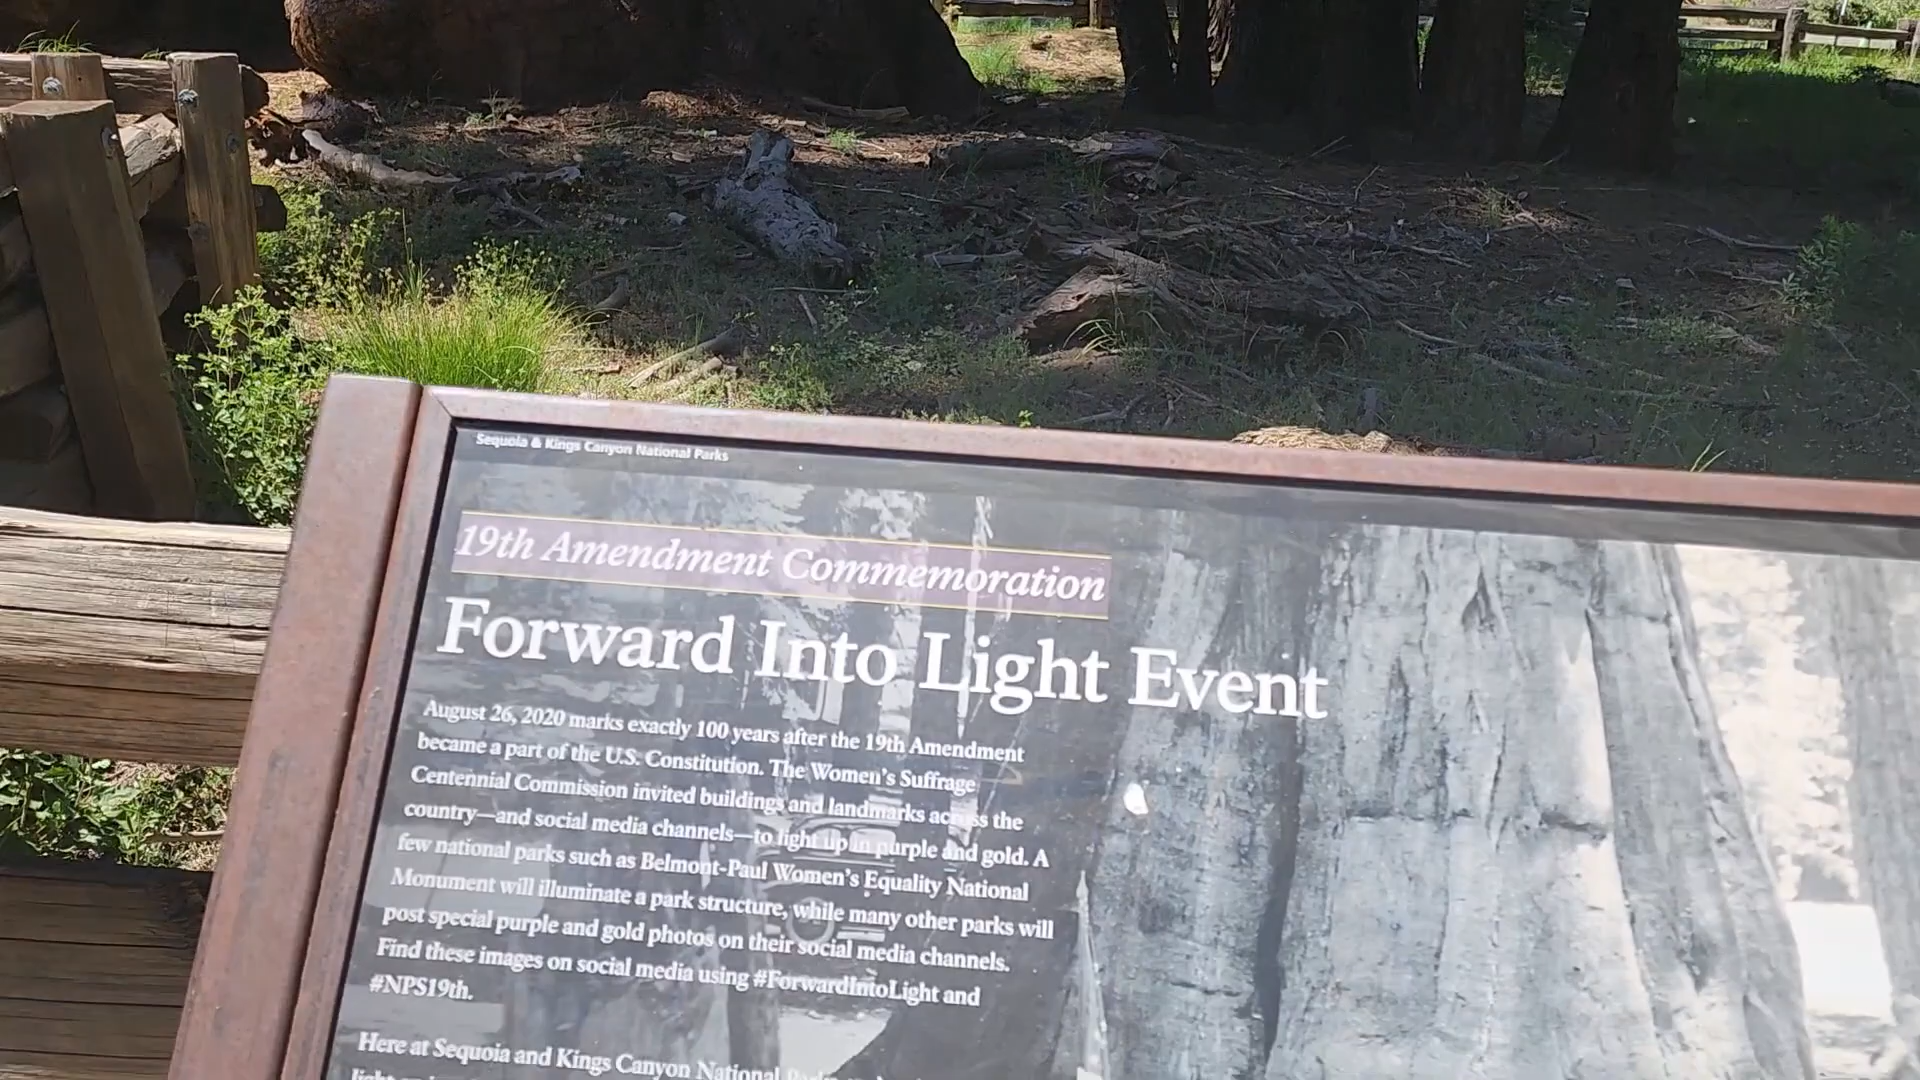 Sequoia & Kings Canyon National Parks
19th Amendment Commemoration
Forward Into Light Event
August 26, 2020 marks exactly 100 years after the 19th Amendment
became a part of the U.S. Constitution. The Women's Suffrage
Centennial Commission invited buildings and landmarks across the
country—and social media channels—to light up in purple and gold. A
few national parks such as Belmont-Paul Women's Equality National
Monument will illuminate a park structure, while many other parks will
post special purple and gold photos on their social media channels.
Find these images on social media using #ForwardIntoLight and
#NPS19th.
Here at Sequoia and Kings Canyon National Parks